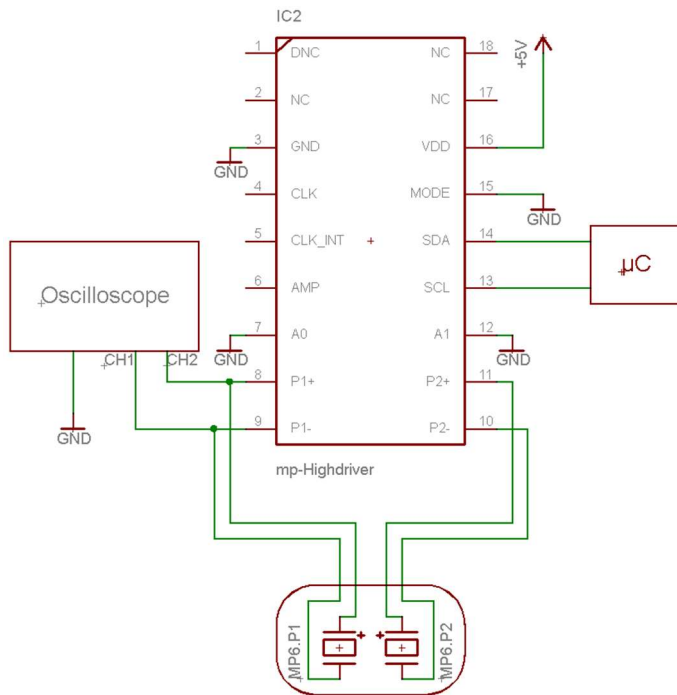 IC2
1 DNC NC 18
+5V
2 NC NC 17
3 GND VDD 16
GND
4 CLK MODE 15
GND
5 CLK_INT SDA 14
µC
Oscilloscope
6 AMP SCL 13
7 A0 A1 12
GND
GND
CH1 CH2
8 P1+ P2+ 11
9 P1- P2- 10
GND
mp-Highdriver
MP6.P1 + + MP6.P2